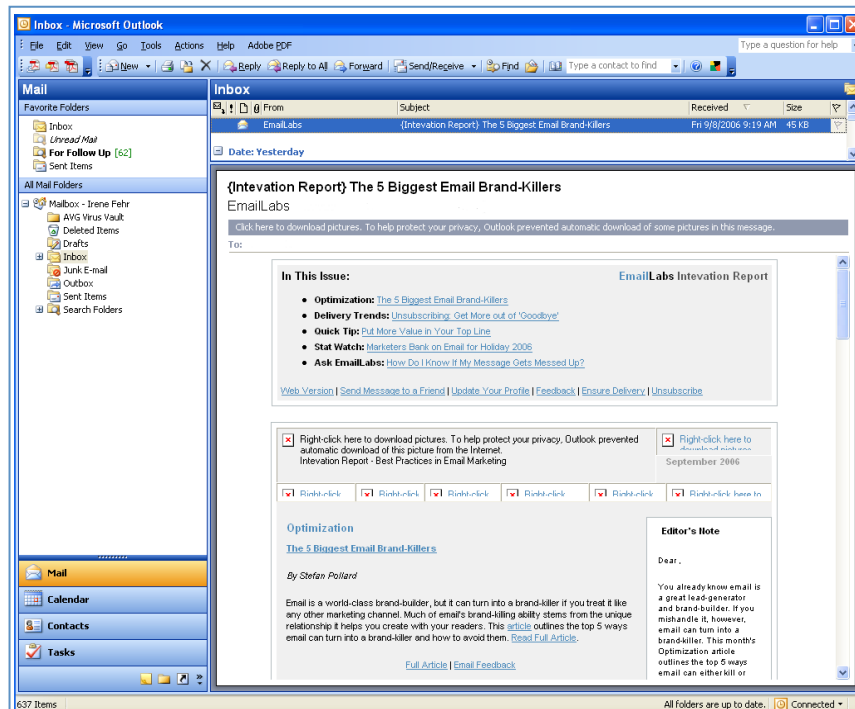 Inbox - Microsoft Outlook
File Edit View Go Tools Actions Help Adobe PDF Type a question for help
New Reply Reply to All Forward Send/Receive Find Type a contact to find
Mail
Favorite Folders
Inbox
Unread Mail
For Follow Up [62]
Sent Items
All Mail Folders
Mailbox - Irene Fehr
AVG Virus Vault
Deleted Items
Drafts
Inbox
Junk E-mail
Outbox
Sent Items
Search Folders
Mail
Calendar
Contacts
Tasks
Inbox
From Subject Received Size
EmailLabs {Intevation Report} The 5 Biggest Email Brand-Killers Fri 9/8/2006 9:19 AM 45 KB
Date: Yesterday
{Intevation Report} The 5 Biggest Email Brand-Killers
EmailLabs
Click here to download pictures. To help protect your privacy, Outlook prevented automatic download of some pictures in this message.
To:
In This Issue: EmailLabs Intevation Report
• Optimization: The 5 Biggest Email Brand-Killers
• Delivery Trends: Unsubscribing: Get More out of 'Goodbye'
• Quick Tip: Put More Value in Your Top Line
• Stat Watch: Marketers Bank on Email for Holiday 2006
• Ask EmailLabs: How Do I Know If My Message Gets Messed Up?
Web Version | Send Message to a Friend | Update Your Profile | Feedback | Ensure Delivery | Unsubscribe
Right-click here to download pictures. To help protect your privacy, Outlook prevented
automatic download of this picture from the Internet.
Intevation Report - Best Practices in Email Marketing
Right-click here to
download pictures
September 2006
Right-click Right-click Right-click Right-click Right-click Right-click here to
Optimization
The 5 Biggest Email Brand-Killers
By Stefan Pollard
Email is a world-class brand-builder, but it can turn into a brand-killer if you treat it like
any other marketing channel. Much of email's brand-killing ability stems from the unique
relationship it helps you create with your readers. This article outlines the top 5 ways
email can turn into a brand-killer and how to avoid them. Read Full Article.
Full Article | Email Feedback
Editor's Note
Dear ,
You already know email is
a great lead-generator
and brand-builder. If you
mishandle it, however,
email can turn into a
brand-killer. This month's
Optimization article
outlines the top 5 ways
email can either kill or
637 Items All folders are up to date. Connected